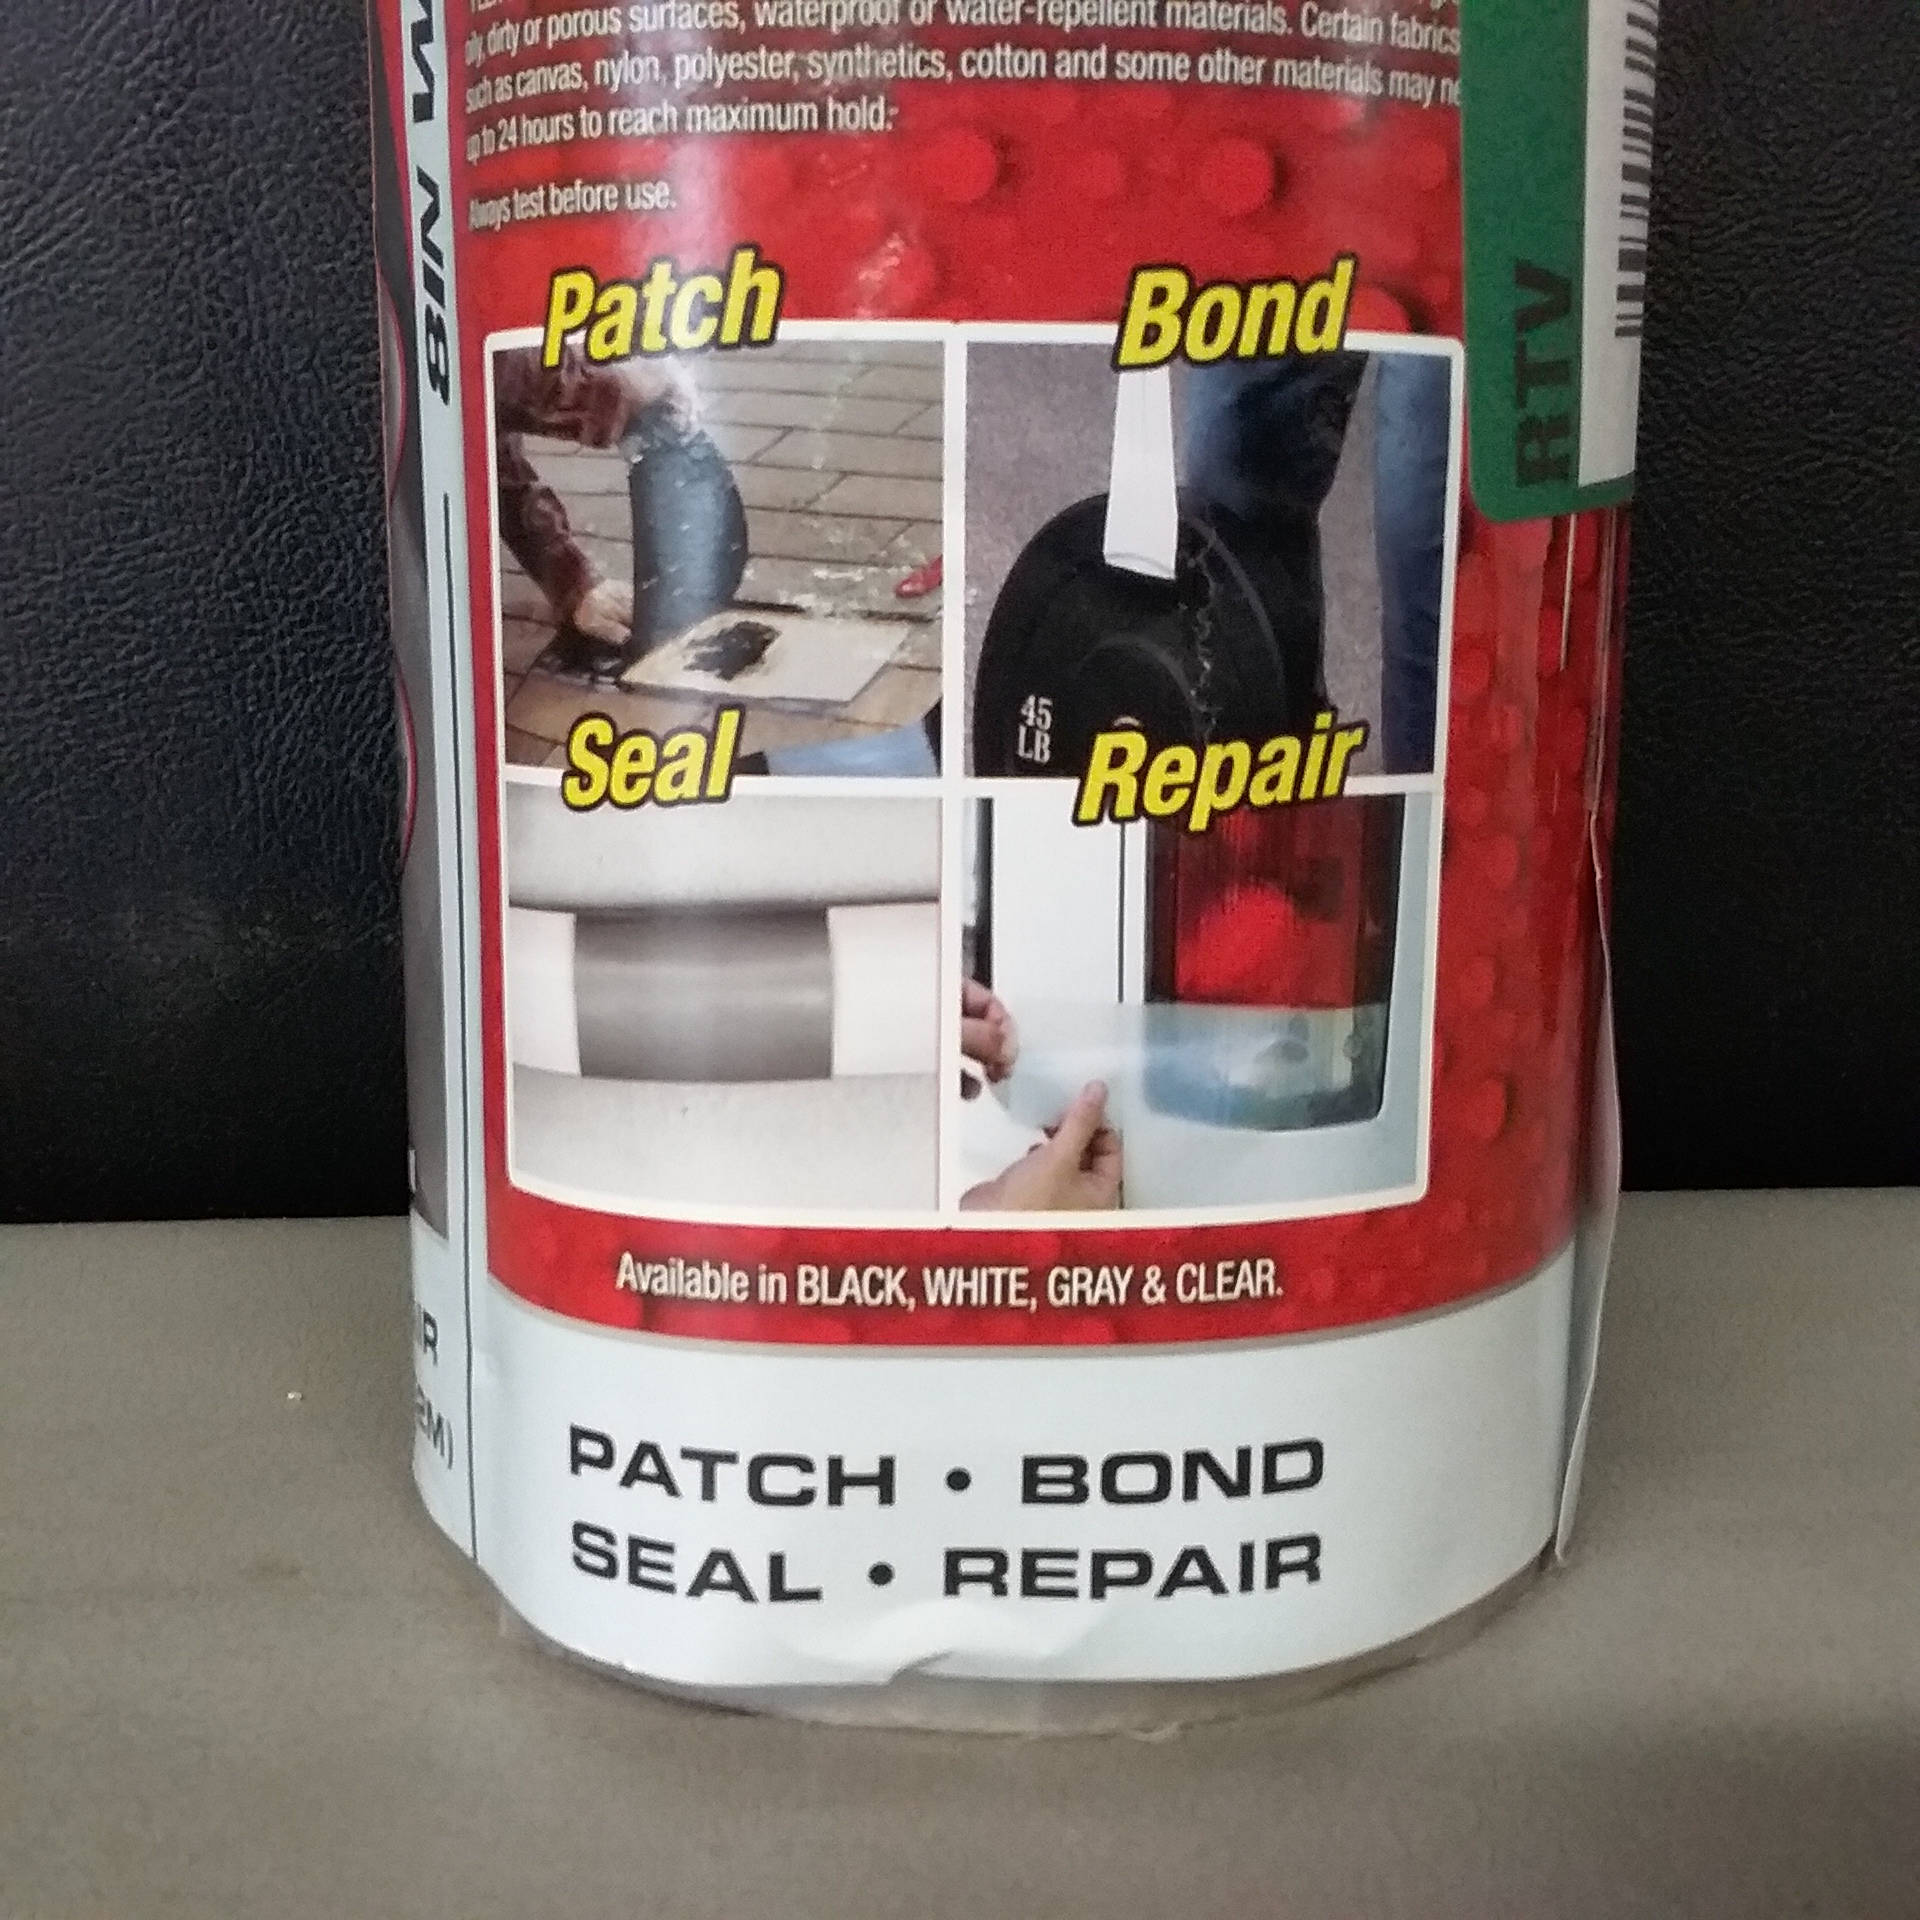 oily, dirty or porous surfaces, waterproof or water-repellent materials. Certain fabrics
such as canvas, nylon, polyester, synthetics, cotton and some other materials may
up to 24 hours to reach maximum hold.
Always test before use.
Patch
Bond
45
LB
Seal
Repair
Available in BLACK, WHITE, GRAY & CLEAR.
PATCH • BOND
SEAL • REPAIR
8IN W
RTV